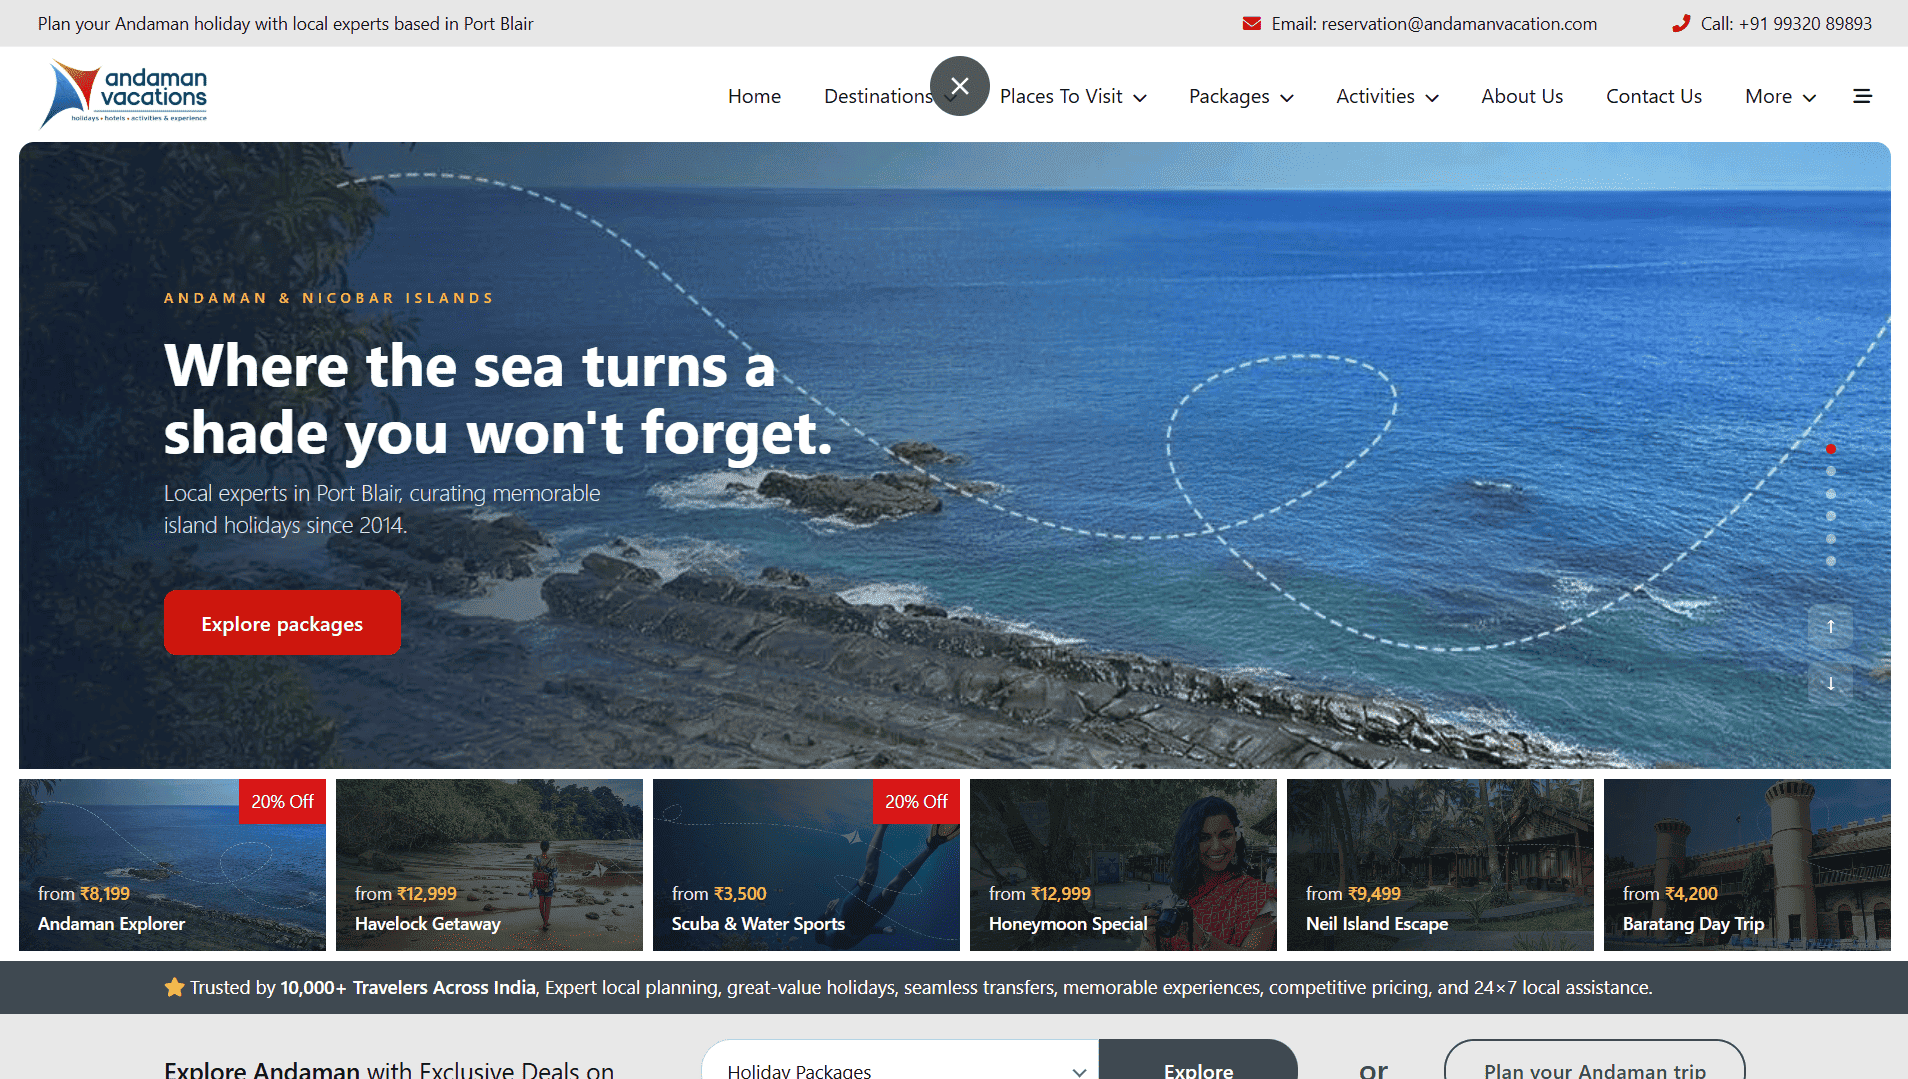 Plan your Andaman holiday with local experts based in Port Blair
Email: reservation@andamanvacation.com
Call: +91 99320 89893
andaman
vacations
holidays • hotels • activities & experience
Home
Destinations
Places To Visit
Packages
Activities
About Us
Contact Us
More
ANDAMAN & NICOBAR ISLANDS
Where the sea turns a
shade you won't forget.
Local experts in Port Blair, curating memorable
island holidays since 2014.
Explore packages
20% Off
from ₹8,199
Andaman Explorer
from ₹12,999
Havelock Getaway
20% Off
from ₹3,500
Scuba & Water Sports
from ₹12,999
Honeymoon Special
from ₹9,499
Neil Island Escape
from ₹4,200
Baratang Day Trip
Trusted by 10,000+ Travelers Across India, Expert local planning, great-value holidays, seamless transfers, memorable experiences, competitive pricing, and 24×7 local assistance.
Explore Andaman with Exclusive Deals on
Holiday Packages
Explore
or
Plan your Andaman trip